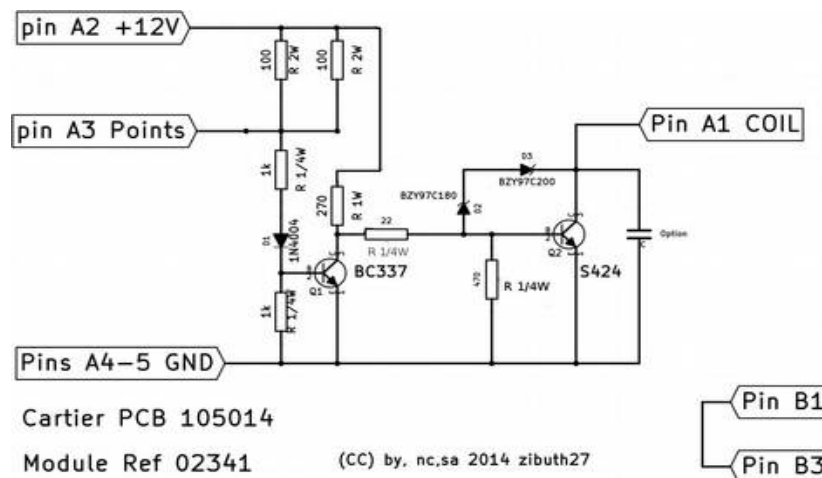 pin A2 +12V
100
R 2W
100
R 2W
pin A3 Points
Pin A1 COIL
1k
R 1/4W
D3
BZY97C200
BZY97C180
D2
270
R 1W
22
R 1/4W
D1
1N4004
Option
C
Q2
S424
BC337
Q1
470
R 1/4W
1k
R 1/4W
Pins A4-5 GND
Cartier PCB 105014
Pin B1
Module Ref 02341
(CC) by, nc,sa 2014 zibuth27
Pin B3